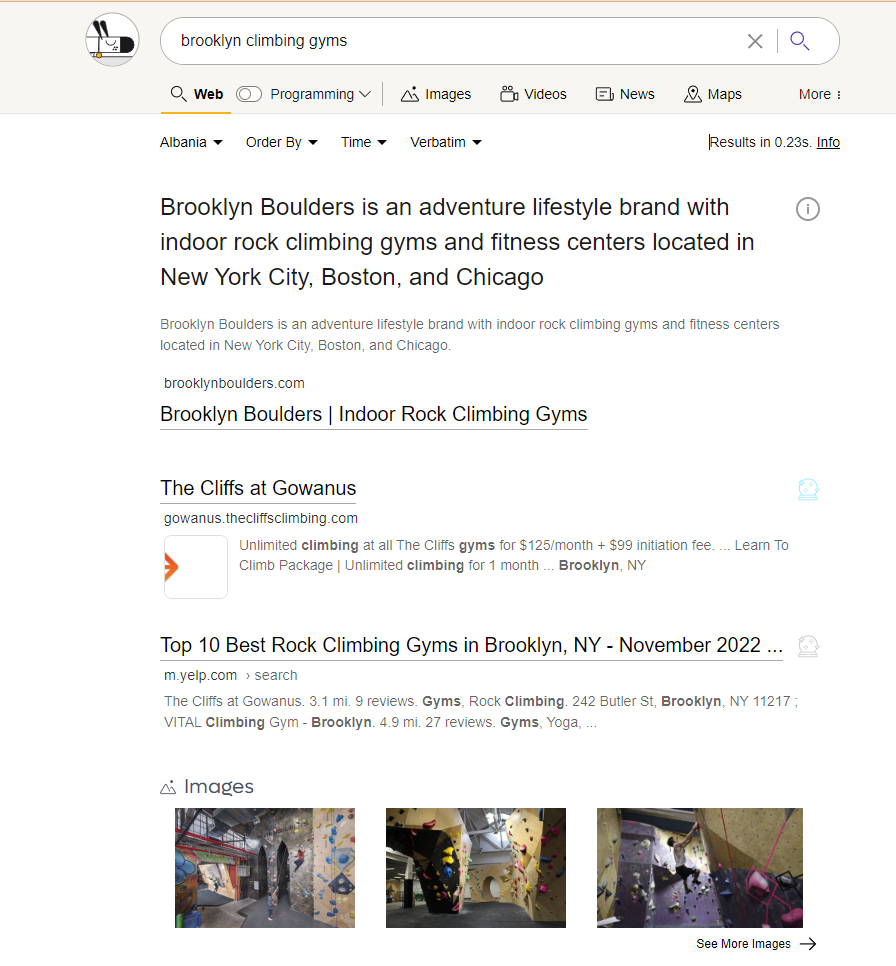 brooklyn climbing gyms
Web Programming Images Videos News Maps More
Albania Order By Time Verbatim Results in 0.23s. Info
Brooklyn Boulders is an adventure lifestyle brand with
indoor rock climbing gyms and fitness centers located in
New York City, Boston, and Chicago
Brooklyn Boulders is an adventure lifestyle brand with indoor rock climbing gyms and fitness centers
located in New York City, Boston, and Chicago.
brooklynboulders.com
Brooklyn Boulders | Indoor Rock Climbing Gyms
The Cliffs at Gowanus
gowanus.thecliffsclimbing.com
Unlimited climbing at all The Cliffs gyms for $125/month + $99 initiation fee. ... Learn To
Climb Package | Unlimited climbing for 1 month ... Brooklyn, NY
Top 10 Best Rock Climbing Gyms in Brooklyn, NY - November 2022 ...
m.yelp.com › search
The Cliffs at Gowanus. 3.1 mi. 9 reviews. Gyms, Rock Climbing. 242 Butler St, Brooklyn, NY 11217 ;
VITAL Climbing Gym - Brooklyn. 4.9 mi. 27 reviews. Gyms, Yoga, ...
Images
See More Images